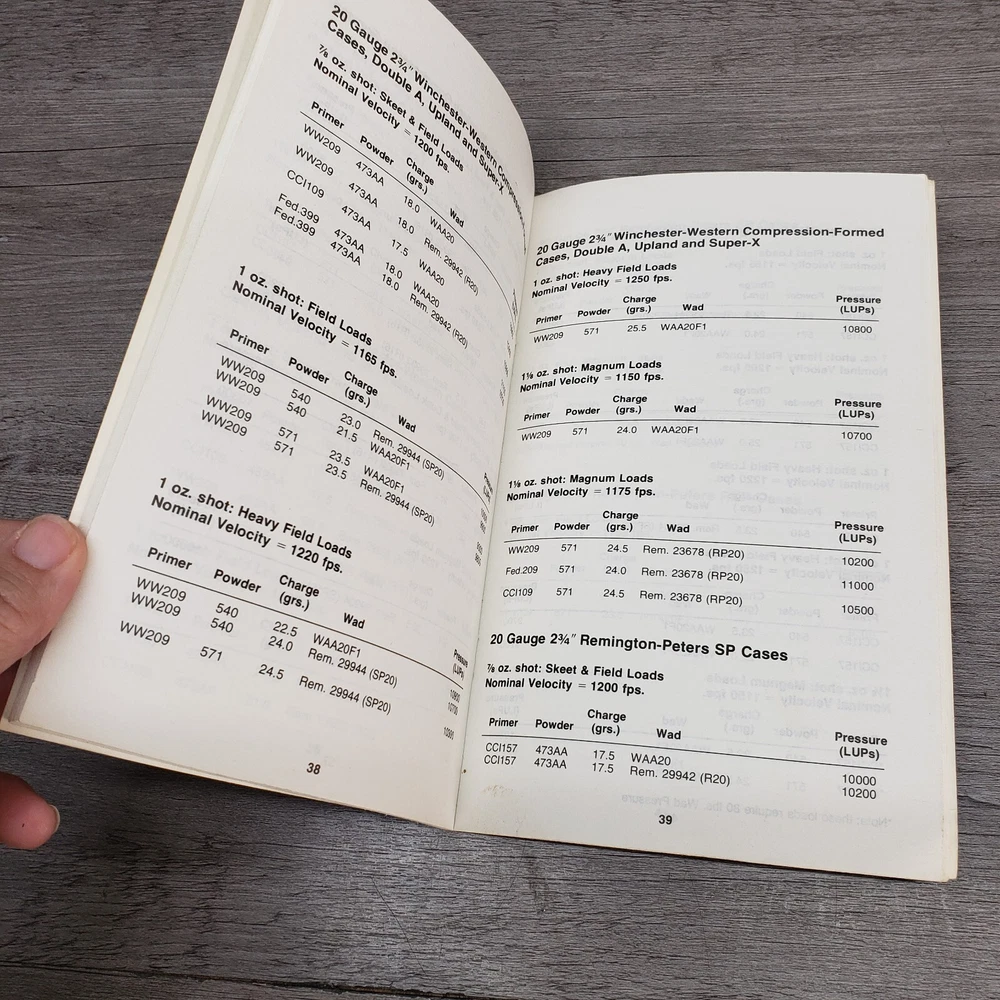 20 Gauge 2¾" Winchester-Western Compression-
Cases, Double A, Upland and Super-X
⅞ oz. shot: Skeet & Field Loads
Nominal Velocity = 1200 fps.
Primer Powder Charge (grs.) Wad
WW209 473AA 18.0 WAA20
WW209 473AA 18.0 Rem. 29942 (R20)
CCI109 473AA 17.5 WAA20
Fed.399 473AA 18.0 WAA20
Fed.399 473AA 18.0 Rem. 29942 (R20)
1 oz. shot: Field Loads
Nominal Velocity = 1165 fps.
Primer Powder Charge (grs.) Wad Pressure (LUPs)
WW209 540 23.0 Rem. 29944 (SP20)
WW209 540 21.5 WAA20F1
WW209 571 23.5 WAA20F1
WW209 571 23.5 Rem. 29944 (SP20)
1 oz. shot: Heavy Field Loads
Nominal Velocity = 1220 fps.
Primer Powder Charge (grs.) Wad Pressure (LUPs)
WW209 540 22.5 WAA20F1
WW209 540 24.0 Rem. 29944 (SP20) 10700
WW209 571 24.5 Rem. 29944 (SP20)
38
20 Gauge 2¾" Winchester-Western Compression-Formed
Cases, Double A, Upland and Super-X
1 oz. shot: Heavy Field Loads
Nominal Velocity = 1250 fps.
Primer Powder Charge (grs.) Wad Pressure (LUPs)
WW209 571 25.5 WAA20F1 10800
1⅛ oz. shot: Magnum Loads
Nominal Velocity = 1150 fps.
Primer Powder Charge (grs.) Wad Pressure (LUPs)
WW209 571 24.0 WAA20F1 10700
1⅛ oz. shot: Magnum Loads
Nominal Velocity = 1175 fps.
Primer Powder Charge (grs.) Wad Pressure (LUPs)
WW209 571 24.5 Rem. 23678 (RP20) 10200
Fed.209 571 24.0 Rem. 23678 (RP20) 11000
CCI109 571 24.5 Rem. 23678 (RP20) 10500
20 Gauge 2¾" Remington-Peters SP Cases
⅞ oz. shot: Skeet & Field Loads
Nominal Velocity = 1200 fps.
Primer Powder Charge (grs.) Wad Pressure (LUPs)
CCI157 473AA 17.5 WAA20 10000
CCI157 473AA 17.5 Rem. 29942 (R20) 10200
39